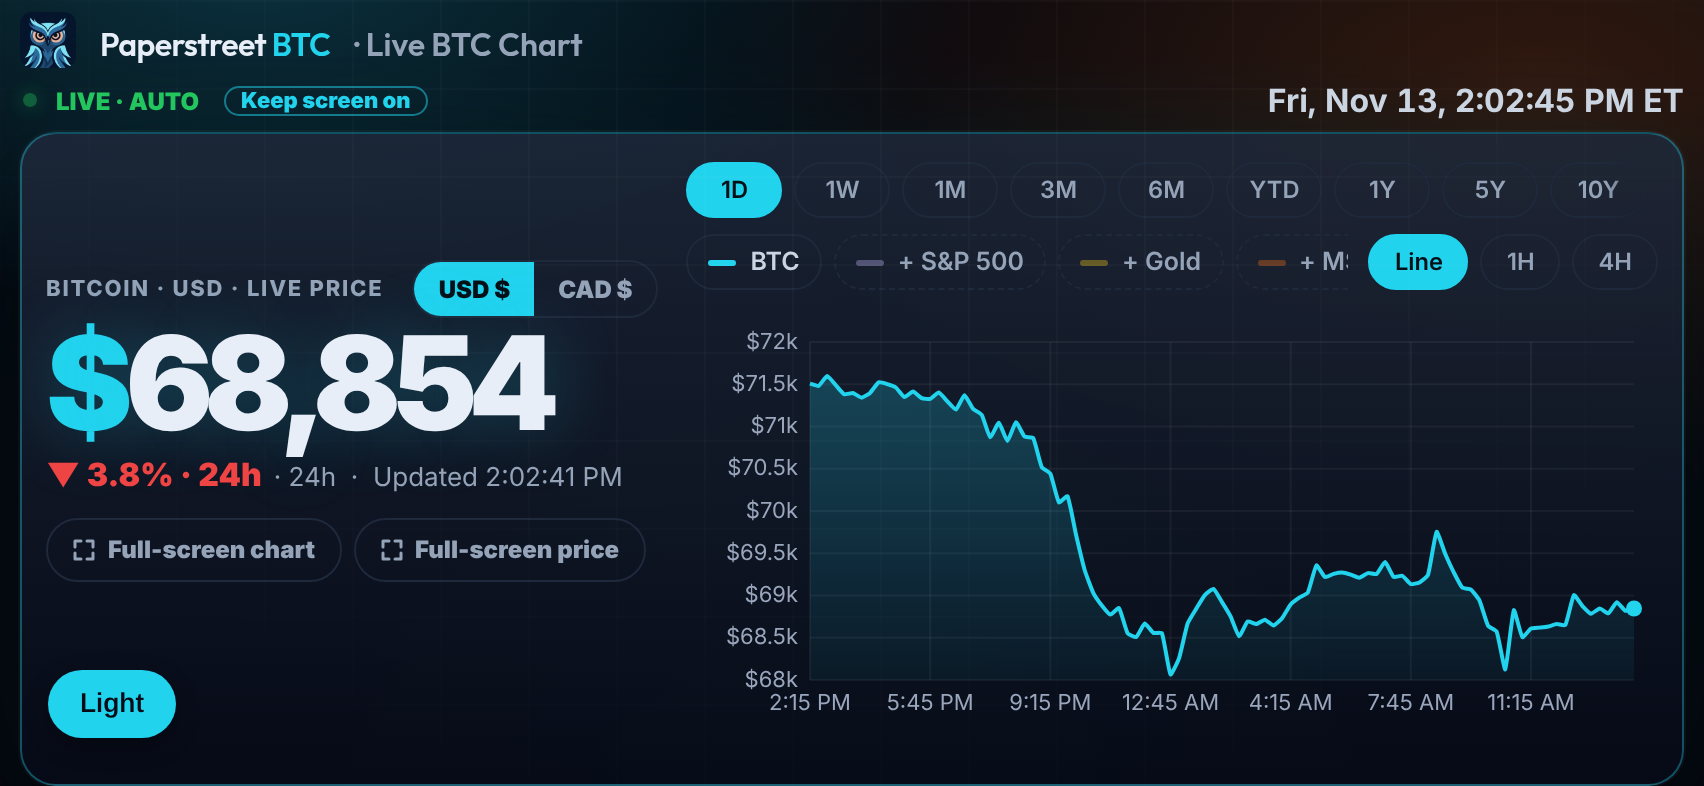 Paperstreet BTC · Live BTC Chart
LIVE · AUTO
Keep screen on
Fri, Nov 13, 2:02:45 PM ET
1D 1W 1M 3M 6M YTD 1Y 5Y 10Y
BTC + S&P 500 + Gold + M
Line 1H 4H
BITCOIN · USD · LIVE PRICE
USD $ CAD $
$68,854
▼ 3.8% · 24h · 24h · Updated 2:02:41 PM
Full-screen chart
Full-screen price
Light
$72k
$71.5k
$71k
$70.5k
$70k
$69.5k
$69k
$68.5k
$68k
2:15 PM 5:45 PM 9:15 PM 12:45 AM 4:15 AM 7:45 AM 11:15 AM